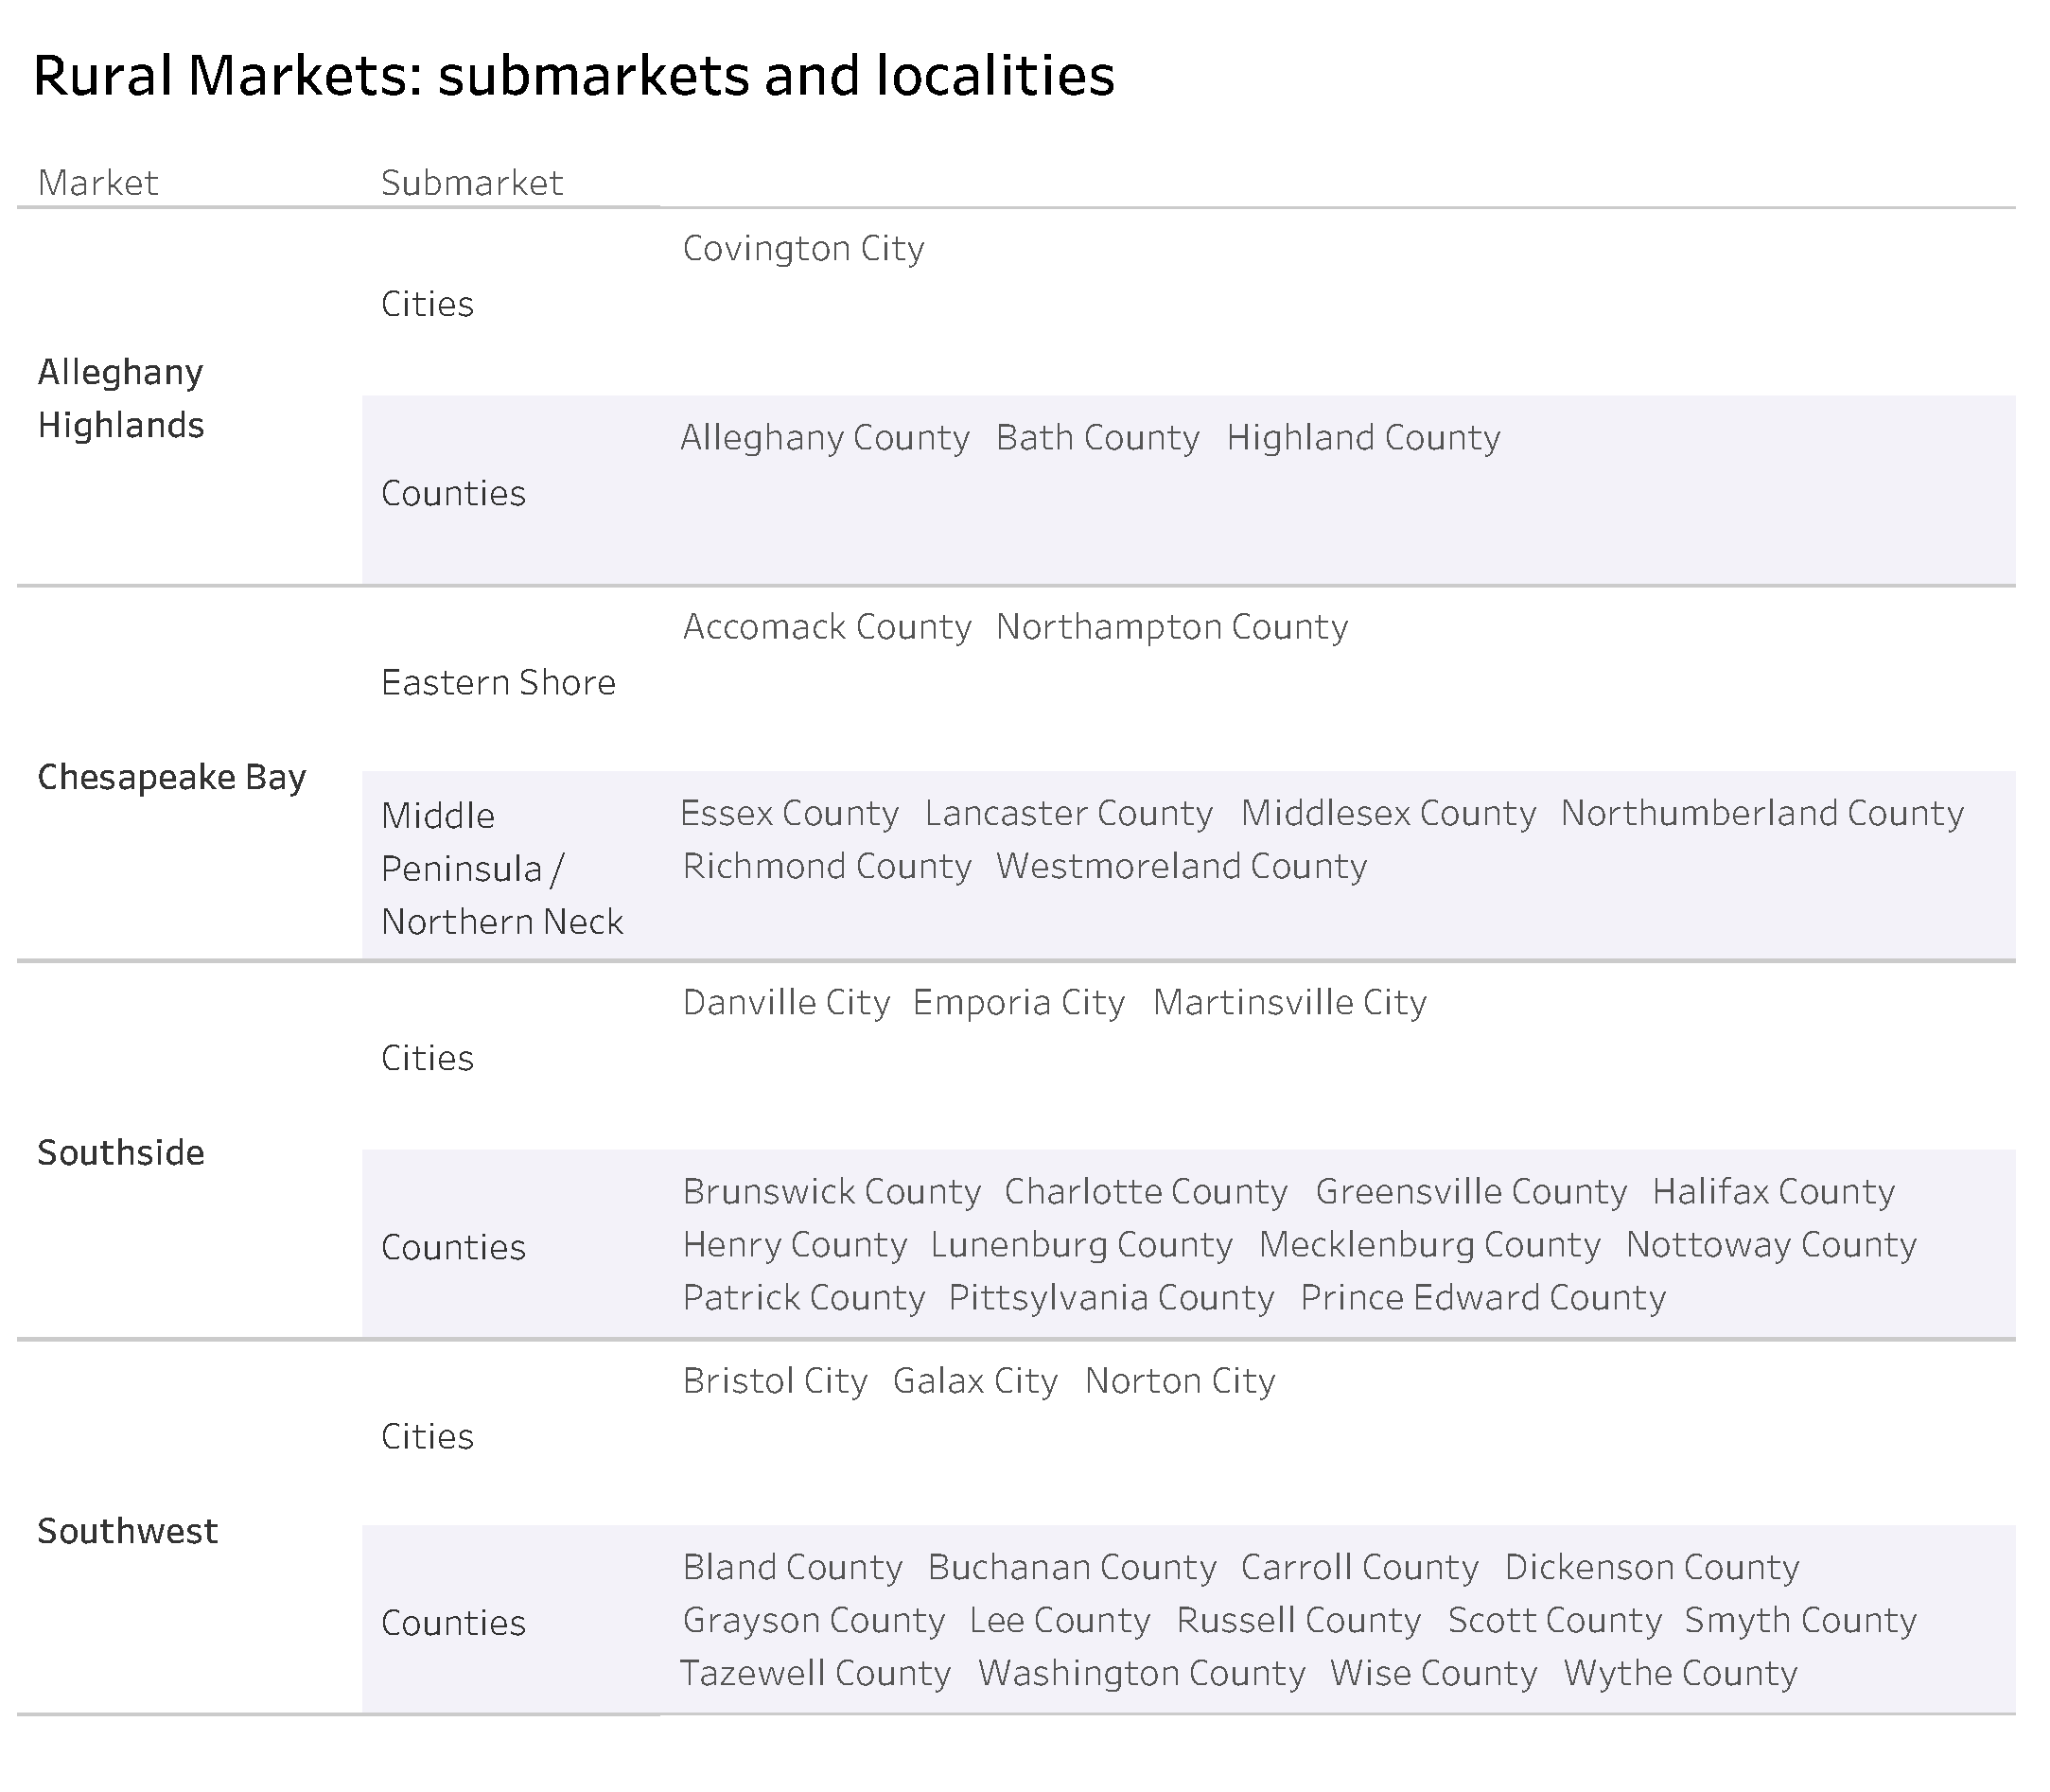 Rural Markets: submarkets and localities
Market Submarket
Alleghany
Highlands
Cities
Covington City
Counties
Alleghany County Bath County Highland County
Chesapeake Bay
Eastern Shore
Accomack County Northampton County
Middle
Peninsula /
Northern Neck
Essex County Lancaster County Middlesex County Northumberland County
Richmond County Westmoreland County
Southside
Cities
Danville City Emporia City Martinsville City
Counties
Brunswick County Charlotte County Greensville County Halifax County
Henry County Lunenburg County Mecklenburg County Nottoway County
Patrick County Pittsylvania County Prince Edward County
Southwest
Cities
Bristol City Galax City Norton City
Counties
Bland County Buchanan County Carroll County Dickenson County
Grayson County Lee County Russell County Scott County Smyth County
Tazewell County Washington County Wise County Wythe County